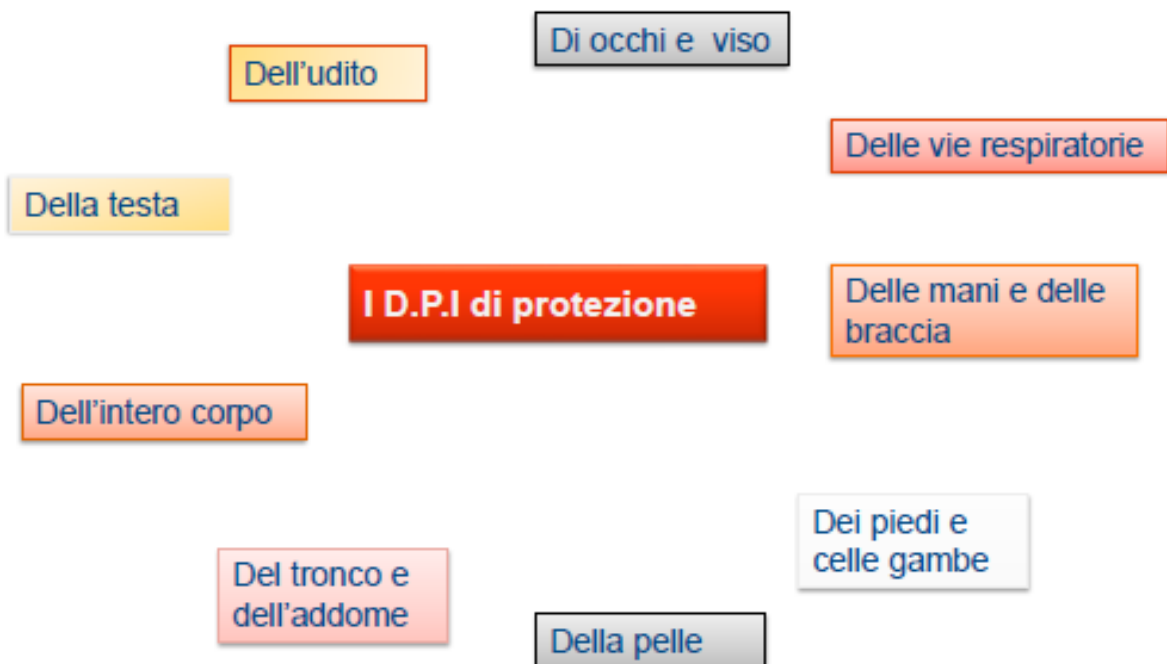 Di occhi e viso
Dell'udito
Delle vie respiratorie
Della testa
I D.P.I di protezione
Delle mani e delle
braccia
Dell'intero corpo
Dei piedi e
celle gambe
Del tronco e
dell'addome
Della pelle